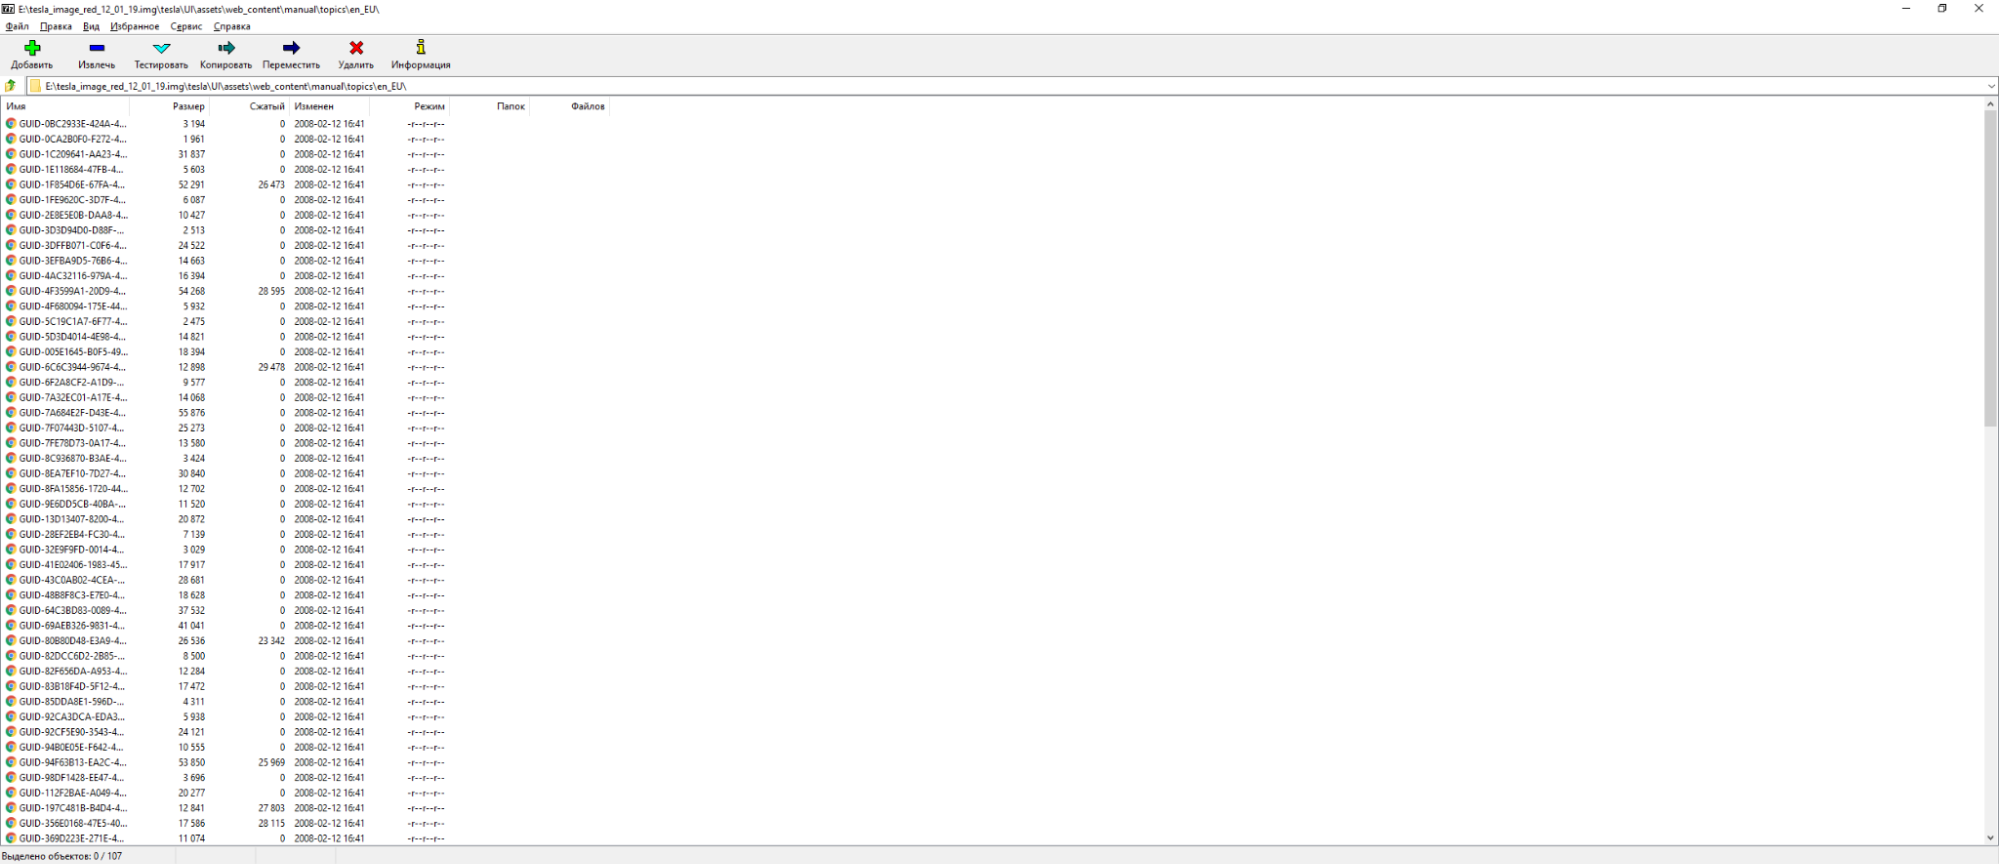 E:\tesla_image_red_12_01_19.img\tesla\UI\assets\web_content\manual\topics\en_EU\
Файл Правка Вид Избранное Сервис Справка
Добавить Извлечь Тестировать Копировать Переместить Удалить Информация
E:\tesla_image_red_12_01_19.img\tesla\UI\assets\web_content\manual\topics\en_EU\
Имя Размер Сжатый Изменен Режим Папок Файлов
GUID-0BC2933E-424A-4... 3 194 0 2008-02-12 16:41 -r--r--r--
GUID-0CA2B0F0-F272-4... 1 961 0 2008-02-12 16:41 -r--r--r--
GUID-1C209641-AA23-4... 31 837 0 2008-02-12 16:41 -r--r--r--
GUID-1E118684-47FB-4... 5 603 0 2008-02-12 16:41 -r--r--r--
GUID-1F854D6E-67FA-4... 52 291 26 473 2008-02-12 16:41 -r--r--r--
GUID-1FE9620C-3D7F-4... 6 087 0 2008-02-12 16:41 -r--r--r--
GUID-2E8E5E0B-DAA8-4... 10 427 0 2008-02-12 16:41 -r--r--r--
GUID-3D3D94D0-D88F-... 2 513 0 2008-02-12 16:41 -r--r--r--
GUID-3DFFB071-C0F6-4... 24 522 0 2008-02-12 16:41 -r--r--r--
GUID-3EFBA9D5-76B6-4... 14 663 0 2008-02-12 16:41 -r--r--r--
GUID-4AC32116-979A-4... 16 394 0 2008-02-12 16:41 -r--r--r--
GUID-4F3599A1-20D9-4... 54 268 28 595 2008-02-12 16:41 -r--r--r--
GUID-4F680094-175E-44... 5 932 0 2008-02-12 16:41 -r--r--r--
GUID-5C19C1A7-6F77-4... 2 475 0 2008-02-12 16:41 -r--r--r--
GUID-5D3D4014-4E98-4... 14 821 0 2008-02-12 16:41 -r--r--r--
GUID-005E1645-B0F5-49... 18 394 0 2008-02-12 16:41 -r--r--r--
GUID-6C6C3944-9674-4... 12 898 29 478 2008-02-12 16:41 -r--r--r--
GUID-6F2A8CF2-A1D9-... 9 577 0 2008-02-12 16:41 -r--r--r--
GUID-7A32EC01-A17E-4... 14 068 0 2008-02-12 16:41 -r--r--r--
GUID-7A684E2F-D43E-4... 55 876 0 2008-02-12 16:41 -r--r--r--
GUID-7F07443D-5107-4... 25 273 0 2008-02-12 16:41 -r--r--r--
GUID-7FE78D73-0A17-4... 13 580 0 2008-02-12 16:41 -r--r--r--
GUID-8C936870-B3AE-4... 3 424 0 2008-02-12 16:41 -r--r--r--
GUID-8EA7EF10-7D27-4... 30 840 0 2008-02-12 16:41 -r--r--r--
GUID-8FA15856-1720-44... 12 702 0 2008-02-12 16:41 -r--r--r--
GUID-9E6DD5CB-40BA-... 11 520 0 2008-02-12 16:41 -r--r--r--
GUID-13D13407-8200-4... 20 872 0 2008-02-12 16:41 -r--r--r--
GUID-28EF2EB4-FC30-4... 7 139 0 2008-02-12 16:41 -r--r--r--
GUID-32E9F9FD-0014-4... 3 029 0 2008-02-12 16:41 -r--r--r--
GUID-41E02406-1983-45... 17 917 0 2008-02-12 16:41 -r--r--r--
GUID-43C0AB02-4CEA-... 28 681 0 2008-02-12 16:41 -r--r--r--
GUID-48B8F8C3-E7E0-4... 18 628 0 2008-02-12 16:41 -r--r--r--
GUID-64C3BD83-0089-4... 37 532 0 2008-02-12 16:41 -r--r--r--
GUID-69AEB326-9831-4... 41 041 0 2008-02-12 16:41 -r--r--r--
GUID-80B80D48-E3A9-4... 26 536 23 342 2008-02-12 16:41 -r--r--r--
GUID-82DCC6D2-2B85-... 8 500 0 2008-02-12 16:41 -r--r--r--
GUID-82F656DA-A953-4... 12 284 0 2008-02-12 16:41 -r--r--r--
GUID-83B18F4D-5F12-4... 17 472 0 2008-02-12 16:41 -r--r--r--
GUID-85DDA8E1-596D-... 4 311 0 2008-02-12 16:41 -r--r--r--
GUID-92CA3DCA-EDA3... 5 938 0 2008-02-12 16:41 -r--r--r--
GUID-92CF5E90-3543-4... 24 121 0 2008-02-12 16:41 -r--r--r--
GUID-94B0E05E-F642-4... 10 555 0 2008-02-12 16:41 -r--r--r--
GUID-94F63B13-EA2C-4... 53 850 25 969 2008-02-12 16:41 -r--r--r--
GUID-98DF1428-EE47-4... 3 696 0 2008-02-12 16:41 -r--r--r--
GUID-112F2BAE-A049-4... 20 277 0 2008-02-12 16:41 -r--r--r--
GUID-197C481B-B4D4-4... 12 841 27 803 2008-02-12 16:41 -r--r--r--
GUID-356E0168-47E5-40... 17 586 28 115 2008-02-12 16:41 -r--r--r--
GUID-369D223E-271E-4... 11 074 0 2008-02-12 16:41 -r--r--r--
Выделено объектов: 0 / 107